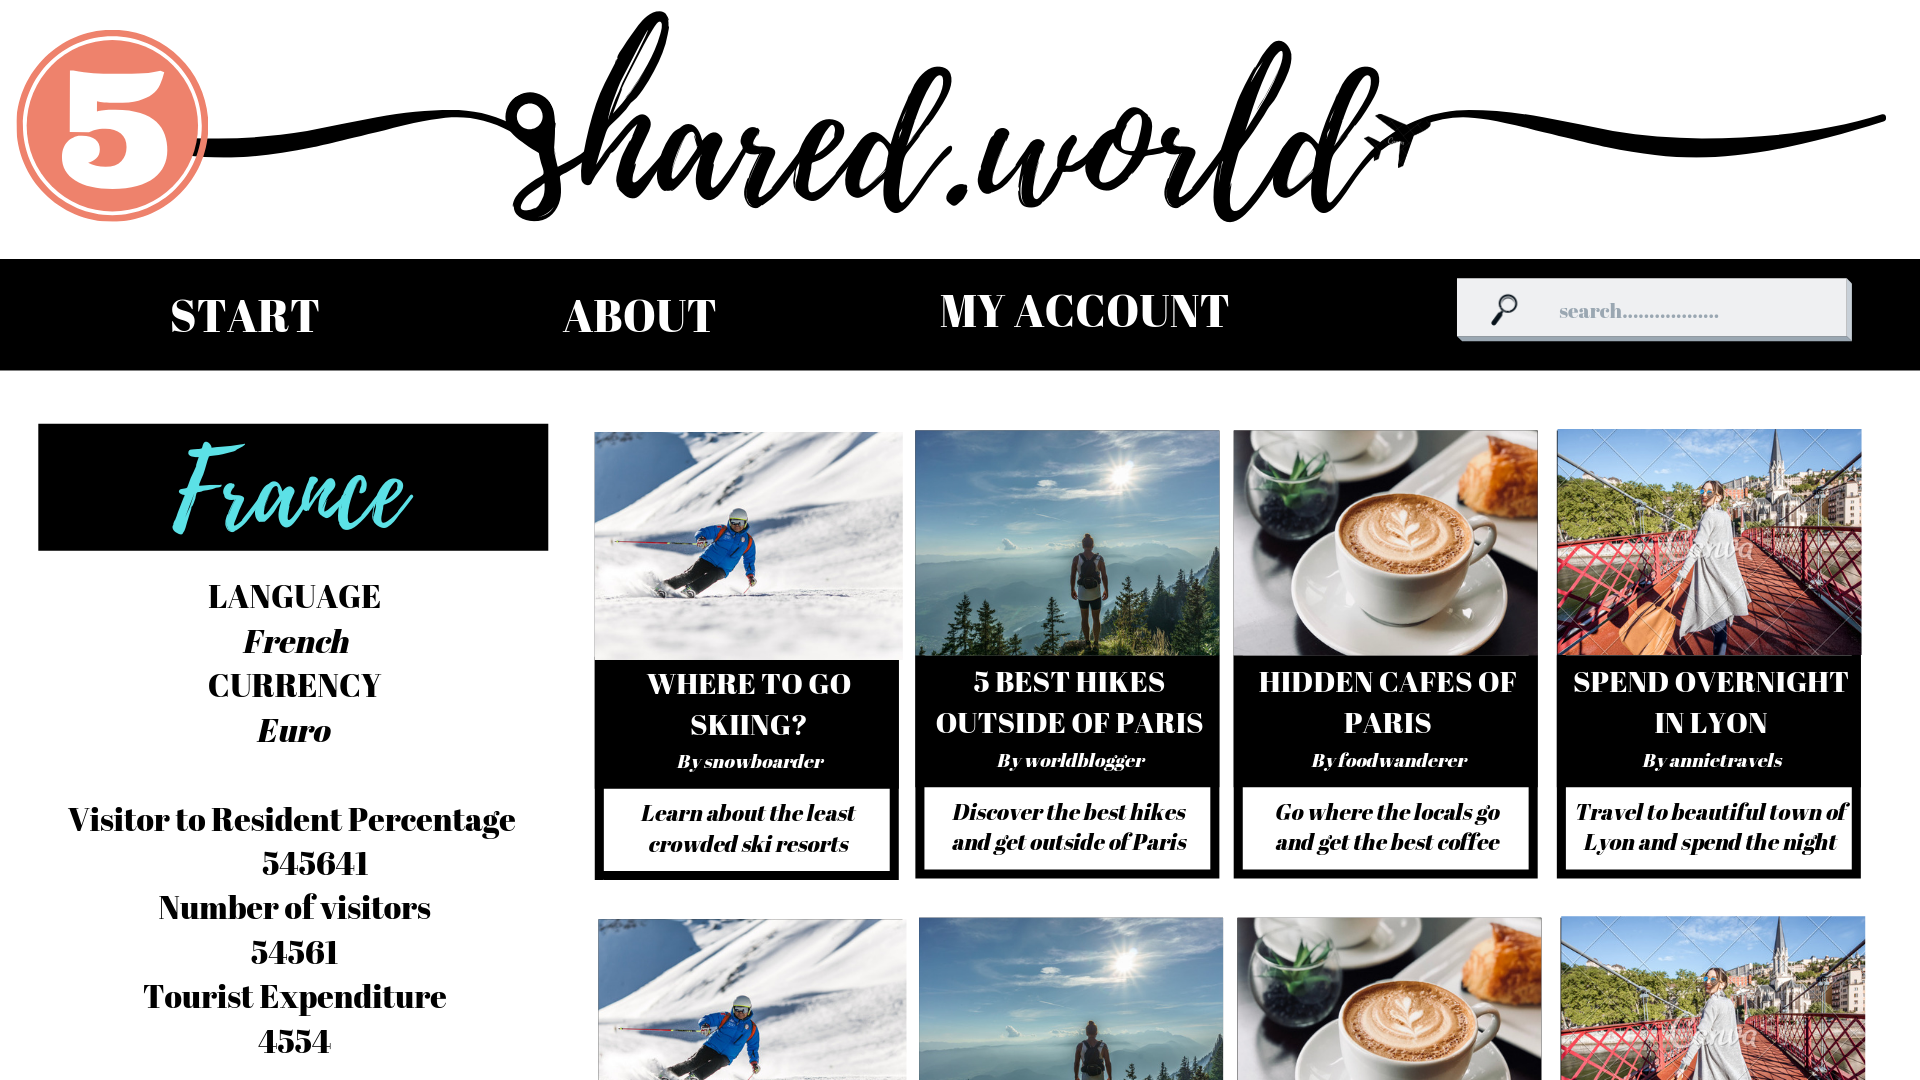 5
shared.world
START
ABOUT
MY ACCOUNT
search..................
France
LANGUAGE
French
CURRENCY
Euro
Visitor to Resident Percentage
545641
Number of visitors
54561
Tourist Expenditure
4554
WHERE TO GO
SKIING?
By snowboarder
Learn about the least
crowded ski resorts
5 BEST HIKES
OUTSIDE OF PARIS
By worldblogger
Discover the best hikes
and get outside of Paris
HIDDEN CAFES OF
PARIS
By foodwanderer
Go where the locals go
and get the best coffee
Canva
SPEND OVERNIGHT
IN LYON
By annietravels
Travel to beautiful town of
Lyon and spend the night
Canva